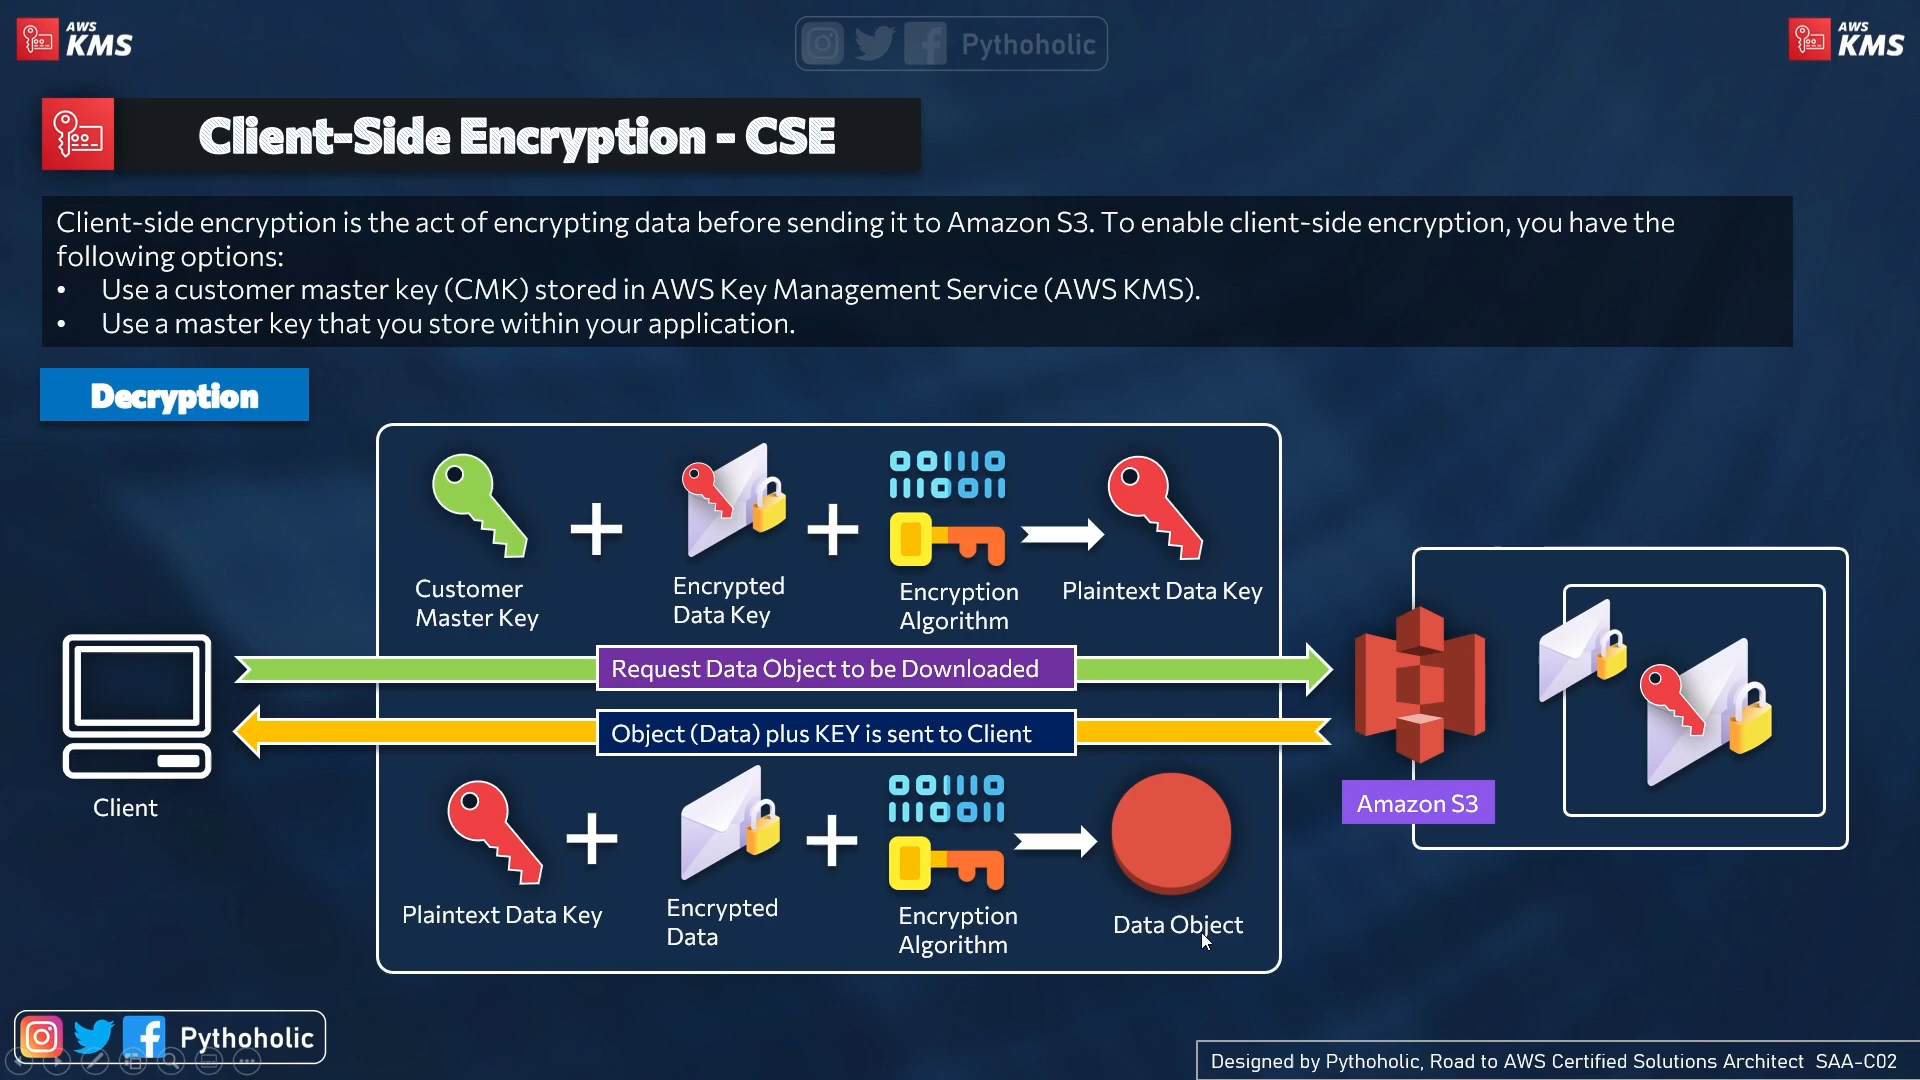 AWS
KMS
Pythoholic
AWS
KMS
Client-Side Encryption - CSE
Client-side encryption is the act of encrypting data before sending it to Amazon S3. To enable client-side encryption, you have the
following options:
• Use a customer master key (CMK) stored in AWS Key Management Service (AWS KMS).
• Use a master key that you store within your application.
Decryption
Customer
Master Key
Encrypted
Data Key
Encryption
Algorithm
Plaintext Data Key
Request Data Object to be Downloaded
Object (Data) plus KEY is sent to Client
Client
Amazon S3
Plaintext Data Key
Encrypted
Data
Encryption
Algorithm
Data Object
Pythoholic
Designed by Pythoholic, Road to AWS Certified Solutions Architect SAA-C02